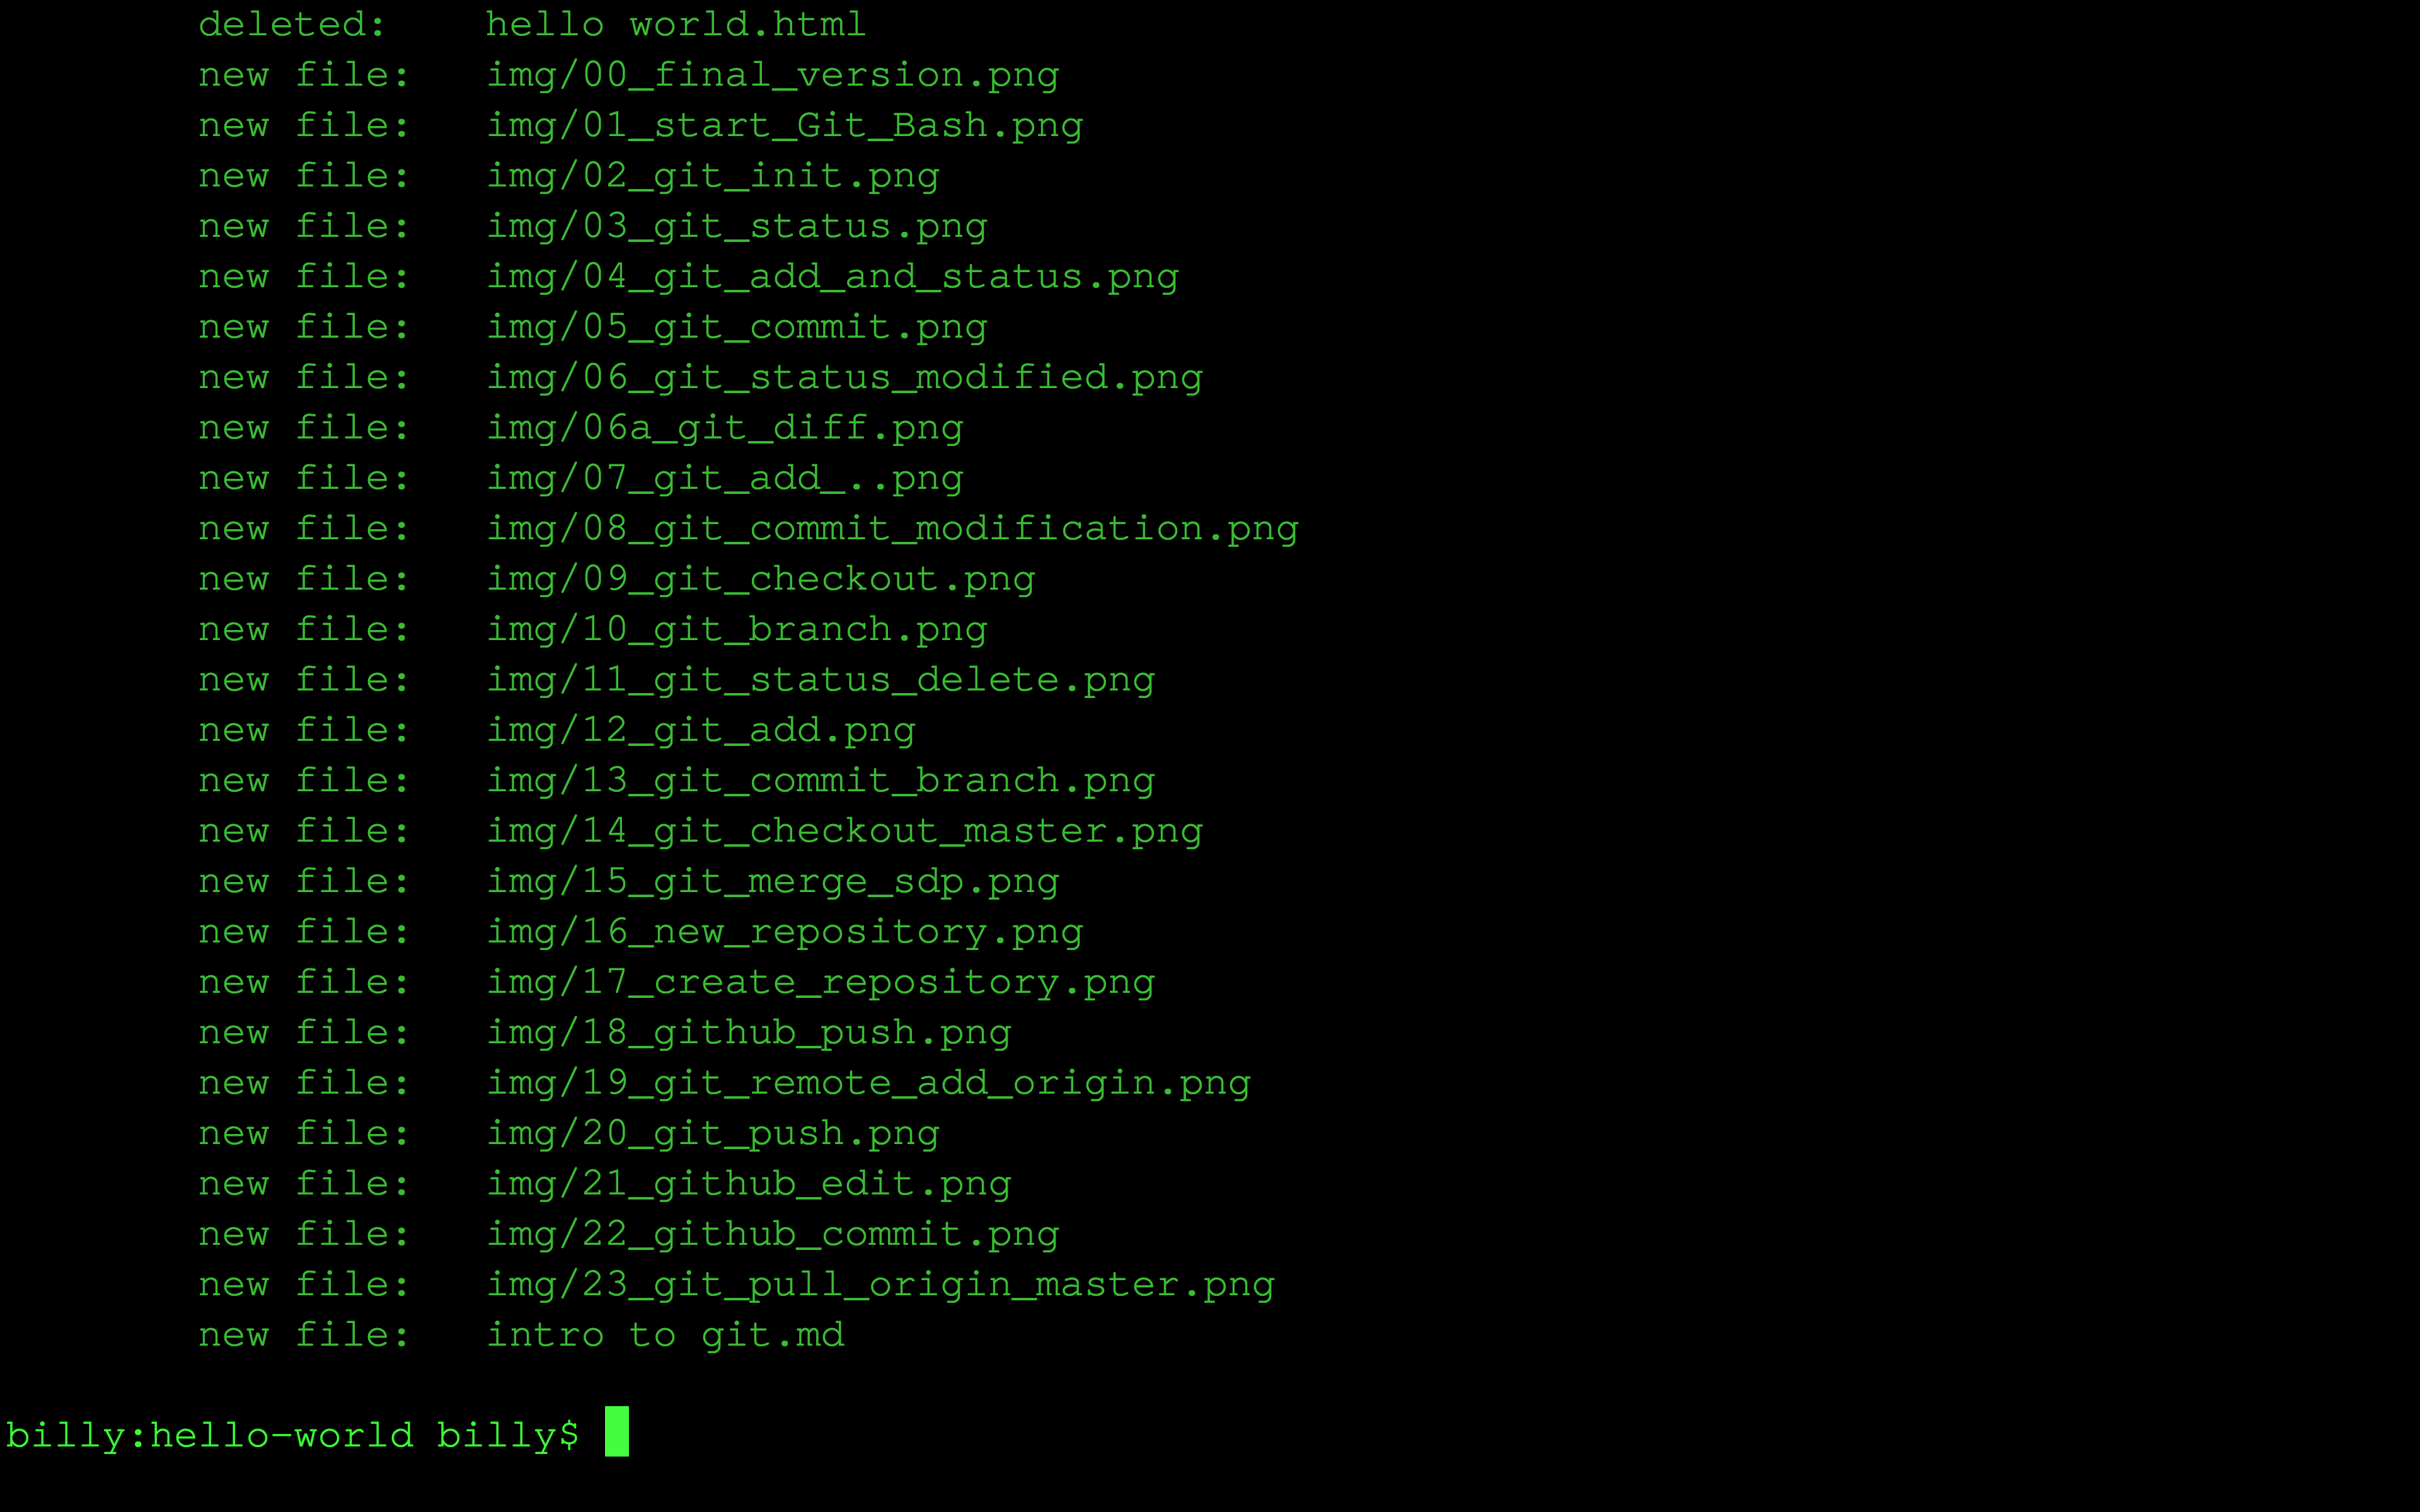 deleted:    hello world.html
new file:   img/00_final_version.png
new file:   img/01_start_Git_Bash.png
new file:   img/02_git_init.png
new file:   img/03_git_status.png
new file:   img/04_git_add_and_status.png
new file:   img/05_git_commit.png
new file:   img/06_git_status_modified.png
new file:   img/06a_git_diff.png
new file:   img/07_git_add_..png
new file:   img/08_git_commit_modification.png
new file:   img/09_git_checkout.png
new file:   img/10_git_branch.png
new file:   img/11_git_status_delete.png
new file:   img/12_git_add.png
new file:   img/13_git_commit_branch.png
new file:   img/14_git_checkout_master.png
new file:   img/15_git_merge_sdp.png
new file:   img/16_new_repository.png
new file:   img/17_create_repository.png
new file:   img/18_github_push.png
new file:   img/19_git_remote_add_origin.png
new file:   img/20_git_push.png
new file:   img/21_github_edit.png
new file:   img/22_github_commit.png
new file:   img/23_git_pull_origin_master.png
new file:   intro to git.md
billy:hello-world billy$